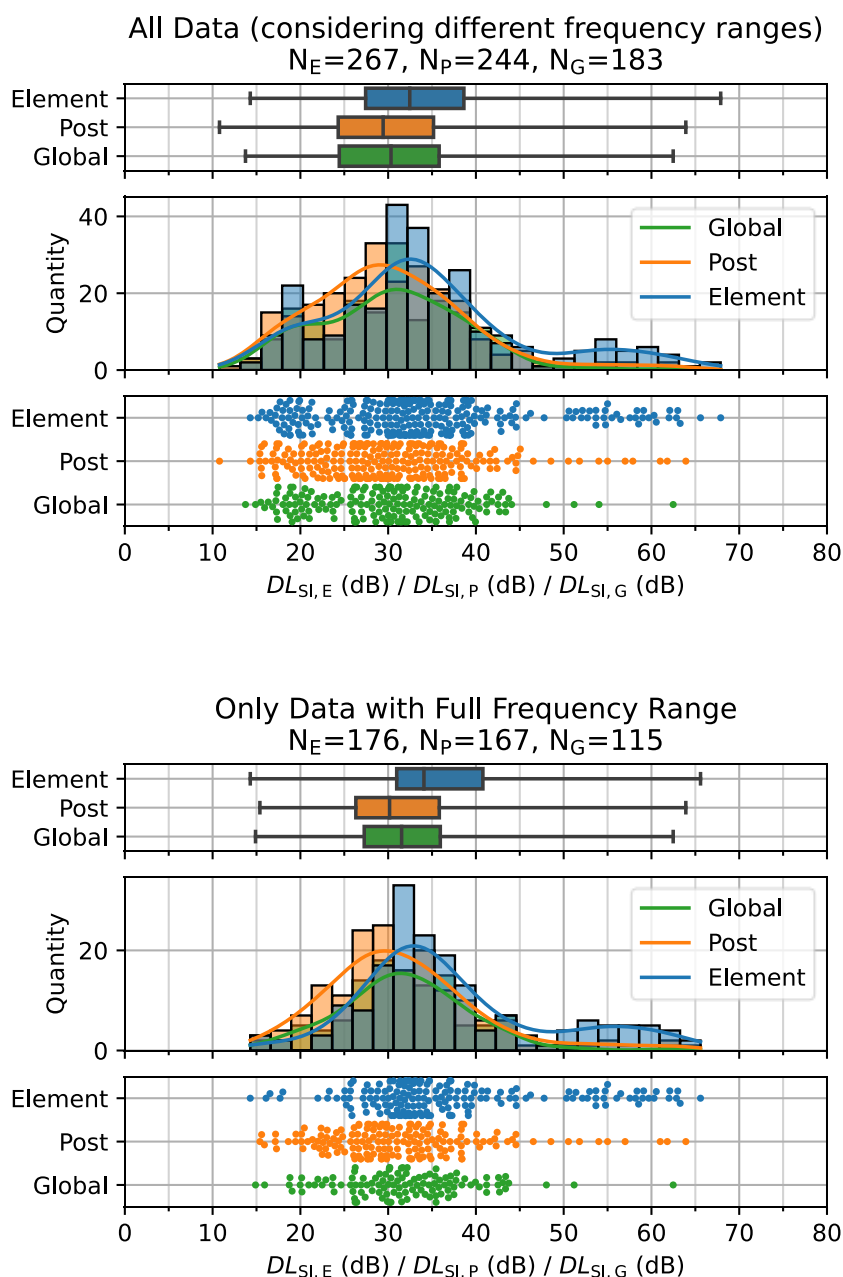 All Data (considering different frequency ranges)
N_E=267, N_P=244, N_G=183
Element
Post
Global
40
20
0
Quantity
Global
Post
Element
Element
Post
Global
0 10 20 30 40 50 60 70 80
DL_SI,E (dB) / DL_SI,P (dB) / DL_SI,G (dB)
Only Data with Full Frequency Range
N_E=176, N_P=167, N_G=115
Element
Post
Global
20
0
Quantity
Global
Post
Element
Element
Post
Global
0 10 20 30 40 50 60 70 80
DL_SI,E (dB) / DL_SI,P (dB) / DL_SI,G (dB)